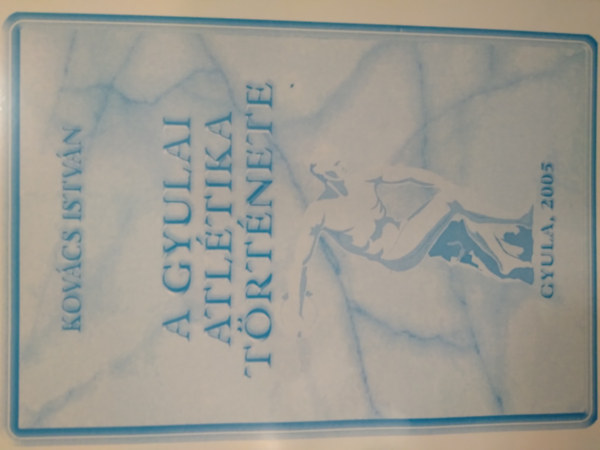 KOVÁCS ISTVÁN
A GYULAI
ATLÉTIKA
TÖRTÉNETE
GYULA, 2005